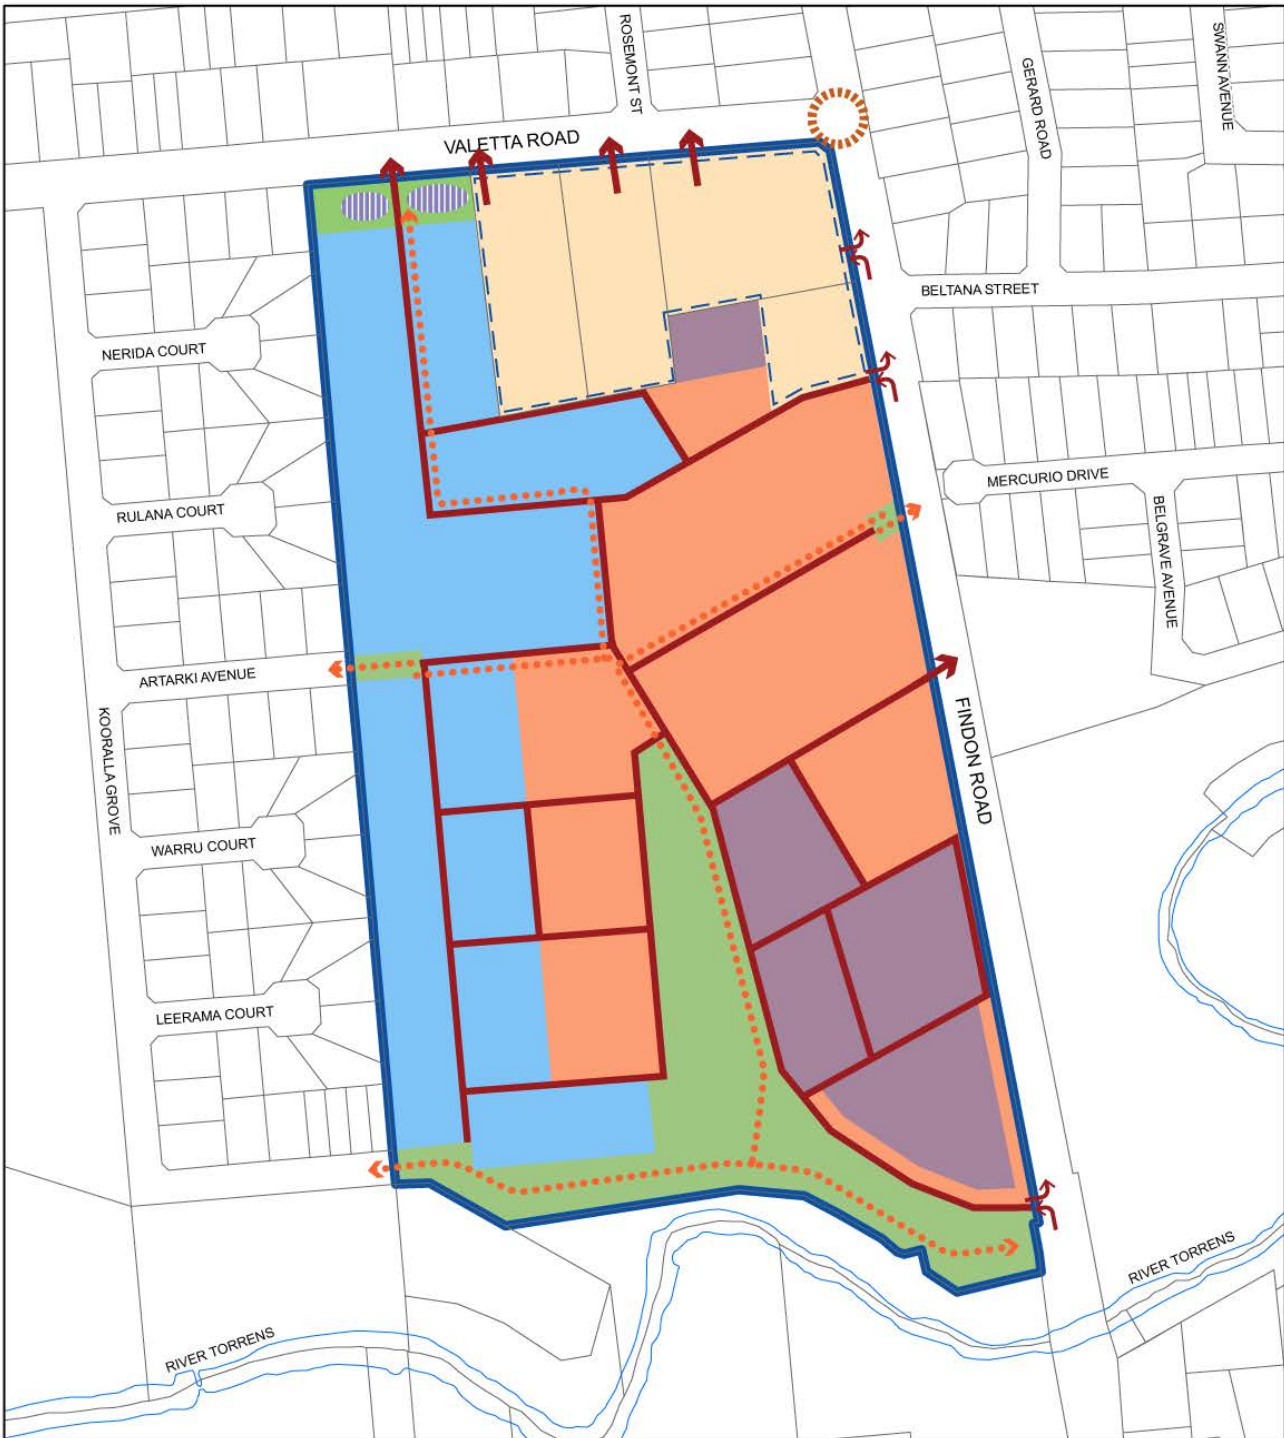 ROSEMONT ST
SWANN AVENUE
GERARD ROAD
VALETTA ROAD
BELTANA STREET
NERIDA COURT
MERCURIO DRIVE
RULANA COURT
BELGRAVE AVENUE
ARTARKI AVENUE
KOORALLA GROVE
FINDON ROAD
WARRU COURT
LEERAMA COURT
RIVER TORRENS
RIVER TORRENS